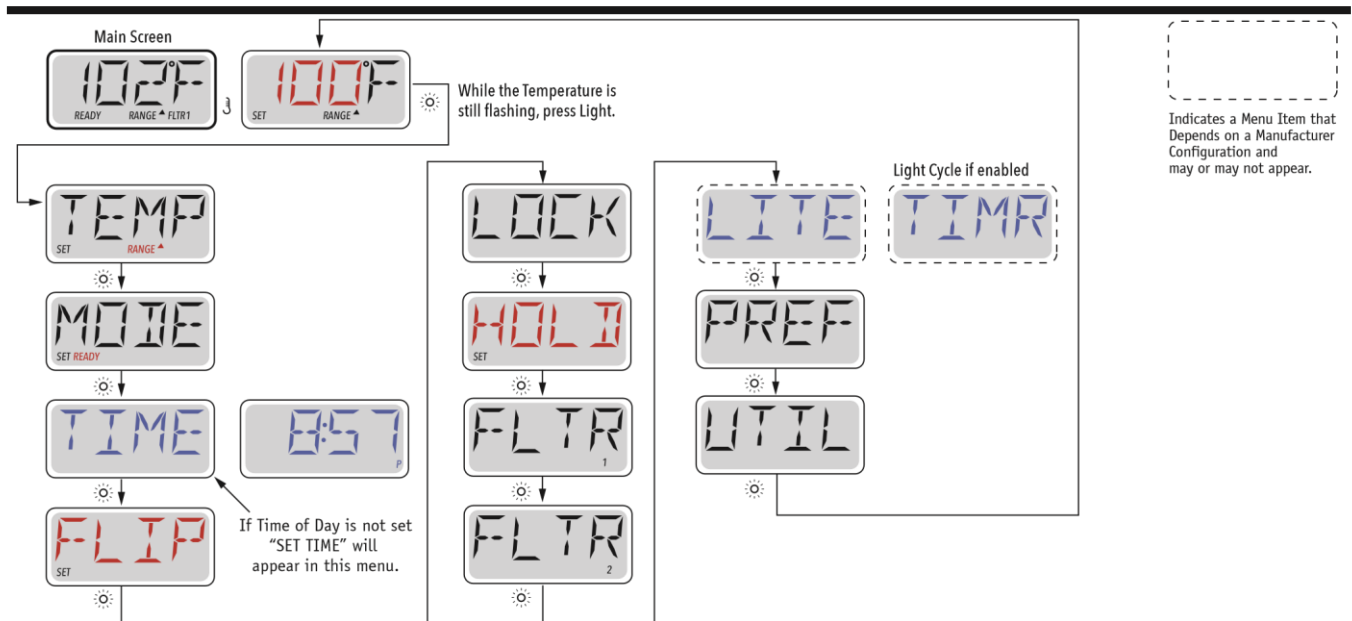 Main Screen
102°F
READY RANGE FLTR1
100°F
SET RANGE
While the Temperature is
still flashing, press Light.
Indicates a Menu Item that
Depends on a Manufacturer
Configuration and
may or may not appear.
TEMP
SET RANGE
MODE
SET READY
TIME
8:57
P
If Time of Day is not set
“SET TIME” will
appear in this menu.
FLIP
SET
LOCK
HOLD
SET
FLTR
1
FLTR
2
Light Cycle if enabled
LITE TIMR
PREF
UTIL